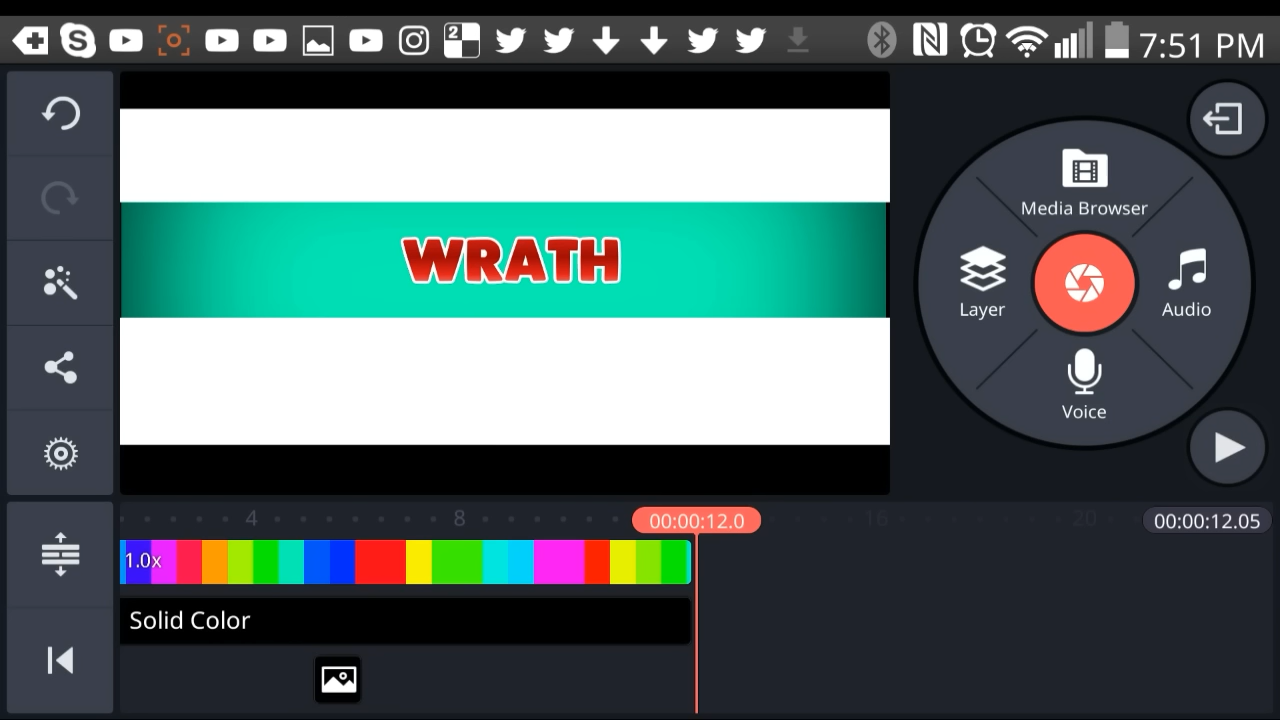 2
7:51 PM
WRATH
Media Browser
Layer
Audio
Voice
4
8
00:00:12.0
16
20
00:00:12.05
1.0x
Solid Color